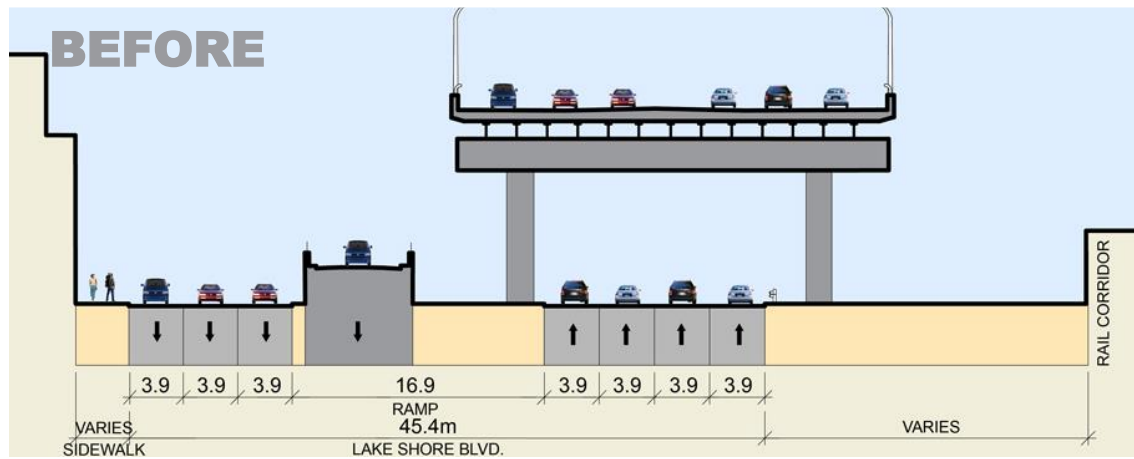 BEFORE
RAIL CORRIDOR
3.9 3.9 3.9 16.9 3.9 3.9 3.9 3.9
RAMP
VARIES 45.4m VARIES
SIDEWALK LAKE SHORE BLVD.